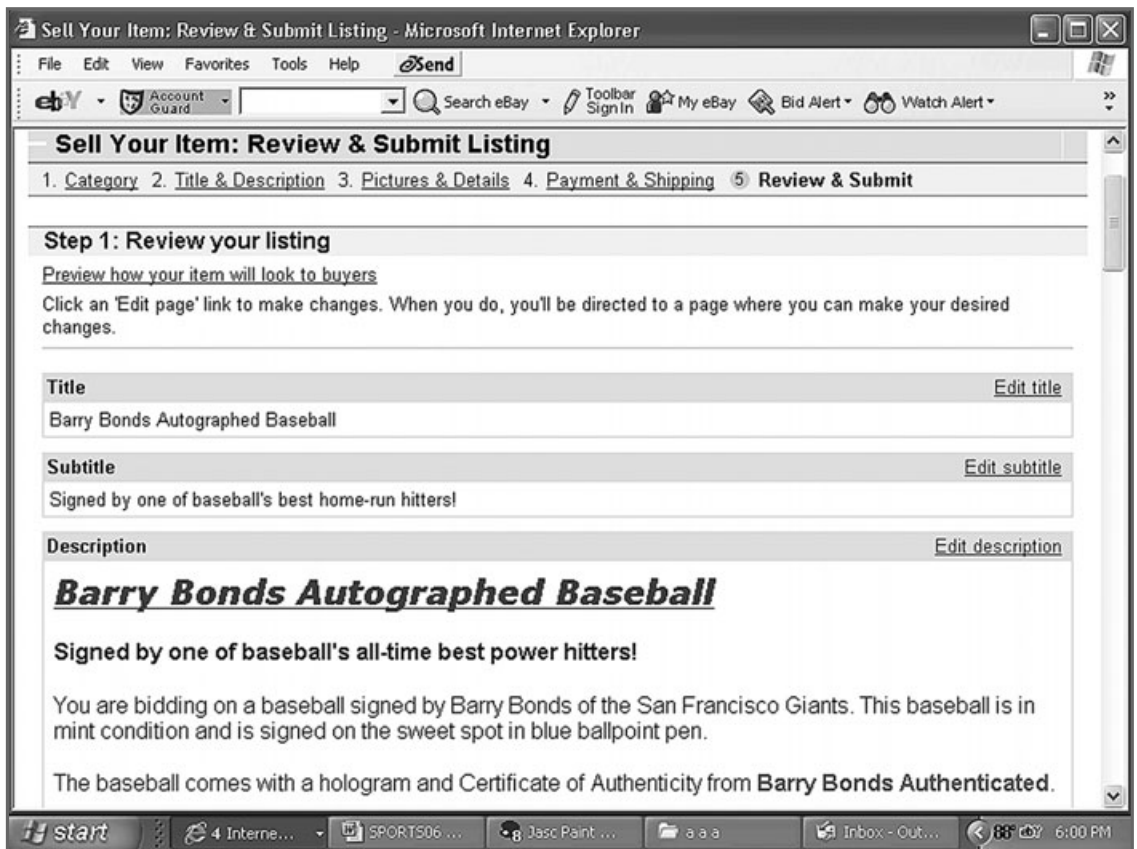 Sell Your Item: Review & Submit Listing - Microsoft Internet Explorer
File Edit View Favorites Tools Help Send
ebY Account Guard Search eBay Toolbar Sign In My eBay Bid Alert Watch Alert
Sell Your Item: Review & Submit Listing
1. Category 2. Title & Description 3. Pictures & Details 4. Payment & Shipping 5 Review & Submit
Step 1: Review your listing
Preview how your item will look to buyers
Click an 'Edit page' link to make changes. When you do, you'll be directed to a page where you can make your desired
changes.
Title Edit title
Barry Bonds Autographed Baseball
Subtitle Edit subtitle
Signed by one of baseball's best home-run hitters!
Description Edit description
Barry Bonds Autographed Baseball
Signed by one of baseball's all-time best power hitters!
You are bidding on a baseball signed by Barry Bonds of the San Francisco Giants. This baseball is in
mint condition and is signed on the sweet spot in blue ballpoint pen.
The baseball comes with a hologram and Certificate of Authenticity from Barry Bonds Authenticated.
start 4 Interne... SPORTS06 ... Jasc Paint ... a a a Inbox - Out... 88° 6:00 PM